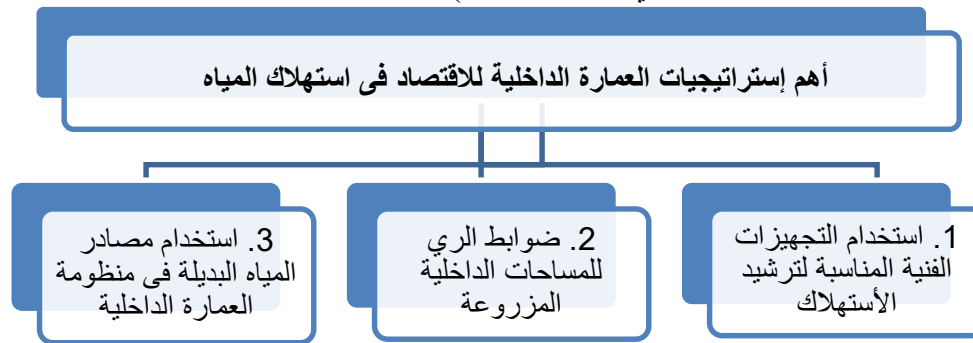 أهم إستراتيجيات العمارة الداخلية للاقتصاد فى استهلاك المياه
1. استخدام التجهيزات
الفنية المناسبة لترشيد
الأستهلاك
2. ضوابط الري
للمساحات الداخلية
المزروعة
3. استخدام مصادر
المياه البديلة فى منظومة
العمارة الداخلية